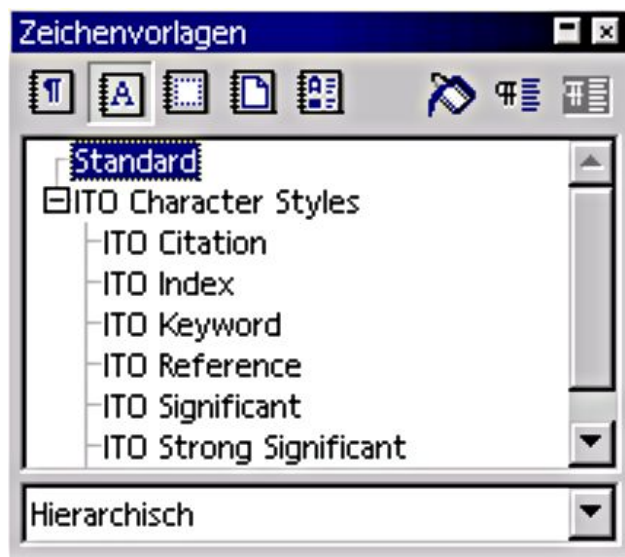 Zeichenvorlagen
Standard
ITO Character Styles
ITO Citation
ITO Index
ITO Keyword
ITO Reference
ITO Significant
ITO Strong Significant
Hierarchisch